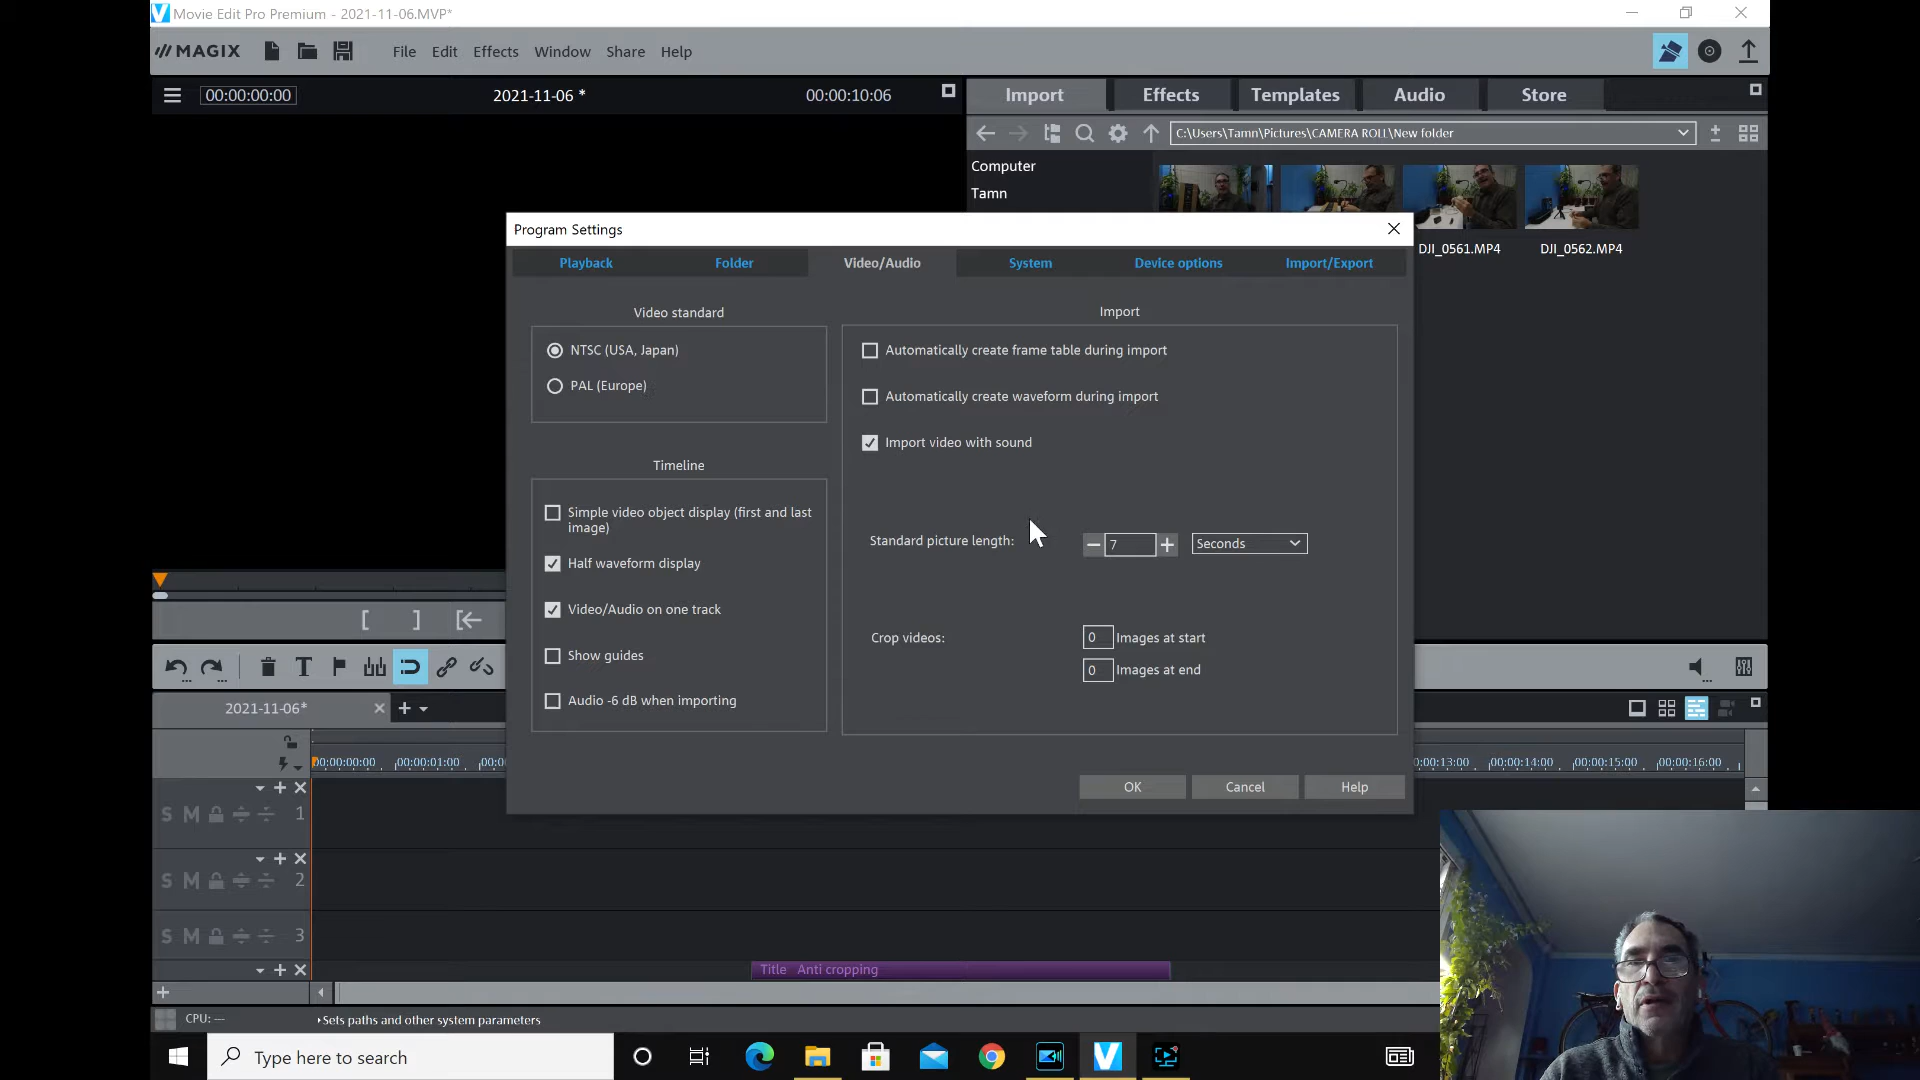 Movie Edit Pro Premium - 2021-11-06.MVP*
MAGIX File Edit Effects Window Share Help
00:00:00:00 2021-11-06 * 00:00:10:06
Import Effects Templates Audio Store
C:\Users\Tamn\Pictures\CAMERA ROLL\New folder
Computer
Tamn
DJI_0561.MP4 DJI_0562.MP4
Program Settings
Playback Folder Video/Audio System Device options Import/Export
Video standard
NTSC (USA, Japan)
PAL (Europe)
Timeline
Simple video object display (first and last
image)
Half waveform display
Video/Audio on one track
Show guides
Audio -6 dB when importing
Import
Automatically create frame table during import
Automatically create waveform during import
Import video with sound
Standard picture length: 7 Seconds
Crop videos: 0 Images at start
0 Images at end
OK Cancel Help
2021-11-06*
00:00:00:00 00:00:01:00 00:00:14:00 00:00:15:00 00:00:16:00
S M 1
S M 2
S M 3
Title Anti cropping
CPU: --- Sets paths and other system parameters
Type here to search